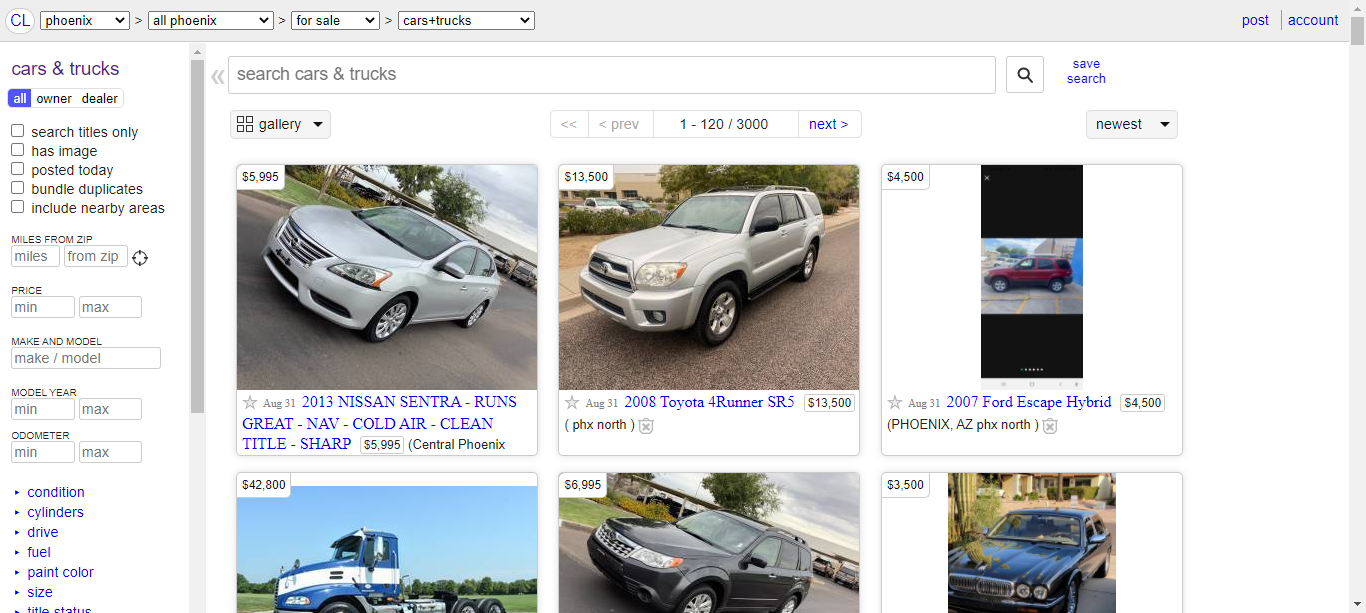 CL phoenix > all phoenix > for sale > cars+trucks post account
cars & trucks
all owner dealer
search titles only
has image
posted today
bundle duplicates
include nearby areas
MILES FROM ZIP
miles from zip
PRICE
min max
MAKE AND MODEL
make / model
MODEL YEAR
min max
ODOMETER
min max
condition
cylinders
drive
fuel
paint color
size
title status
« search cars & trucks
save
search
gallery << < prev 1 - 120 / 3000 next > newest
$5,995
Aug 31 2013 NISSAN SENTRA - RUNS
GREAT - NAV - COLD AIR - CLEAN
TITLE - SHARP $5,995 (Central Phoenix
$13,500
Aug 31 2008 Toyota 4Runner SR5 $13,500
( phx north )
$4,500
Aug 31 2007 Ford Escape Hybrid $4,500
(PHOENIX, AZ phx north )
$42,800
$6,995
$3,500